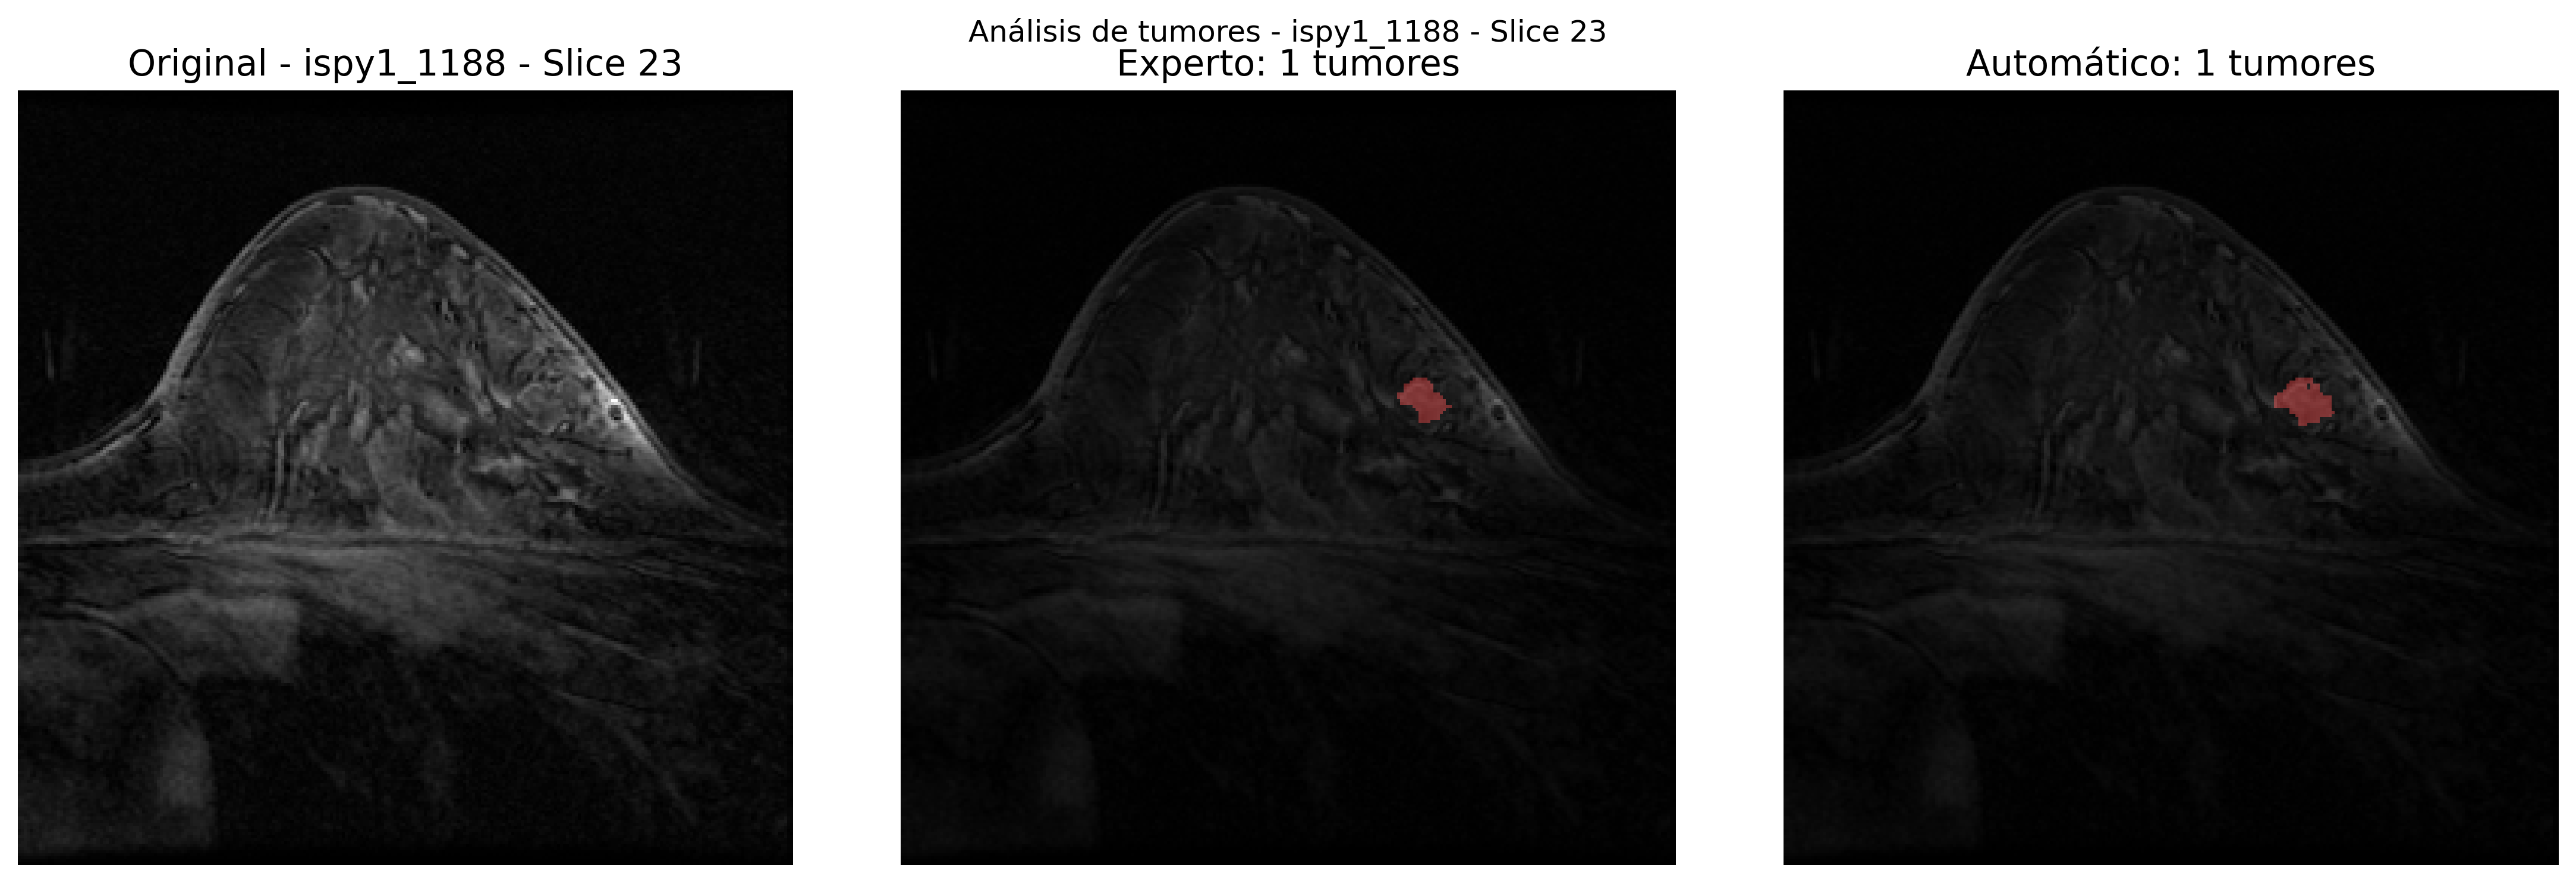 Análisis de tumores - ispy1_1188 - Slice 23
Original - ispy1_1188 - Slice 23
Experto: 1 tumores
Automático: 1 tumores